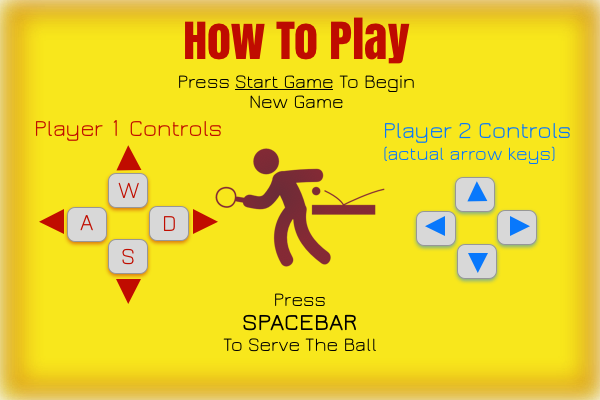 How To Play
Press Start Game To Begin
New Game
Player 1 Controls
W
A
D
S
Player 2 Controls
(actual arrow keys)
Press
SPACEBAR
To Serve The Ball